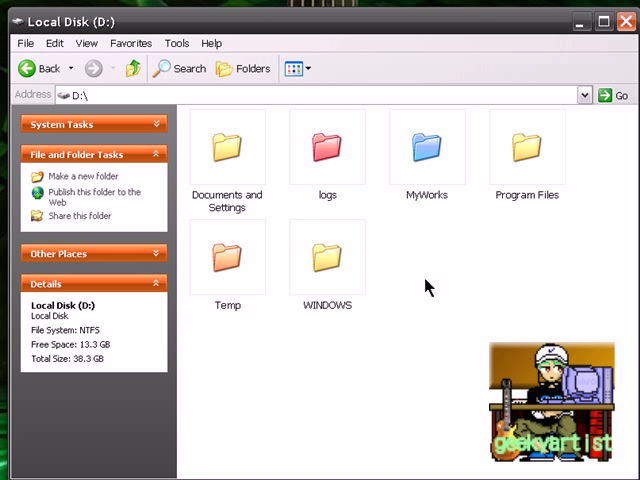 Local Disk (D:)
File Edit View Favorites Tools Help
Back Search Folders
Address D:\ Go
System Tasks
File and Folder Tasks
Make a new folder
Publish this folder to the
Web
Share this folder
Other Places
Details
Local Disk (D:)
Local Disk
File System: NTFS
Free Space: 13.3 GB
Total Size: 38.3 GB
Documents and
Settings
logs
MyWorks
Program Files
Temp
WINDOWS
geekyartist